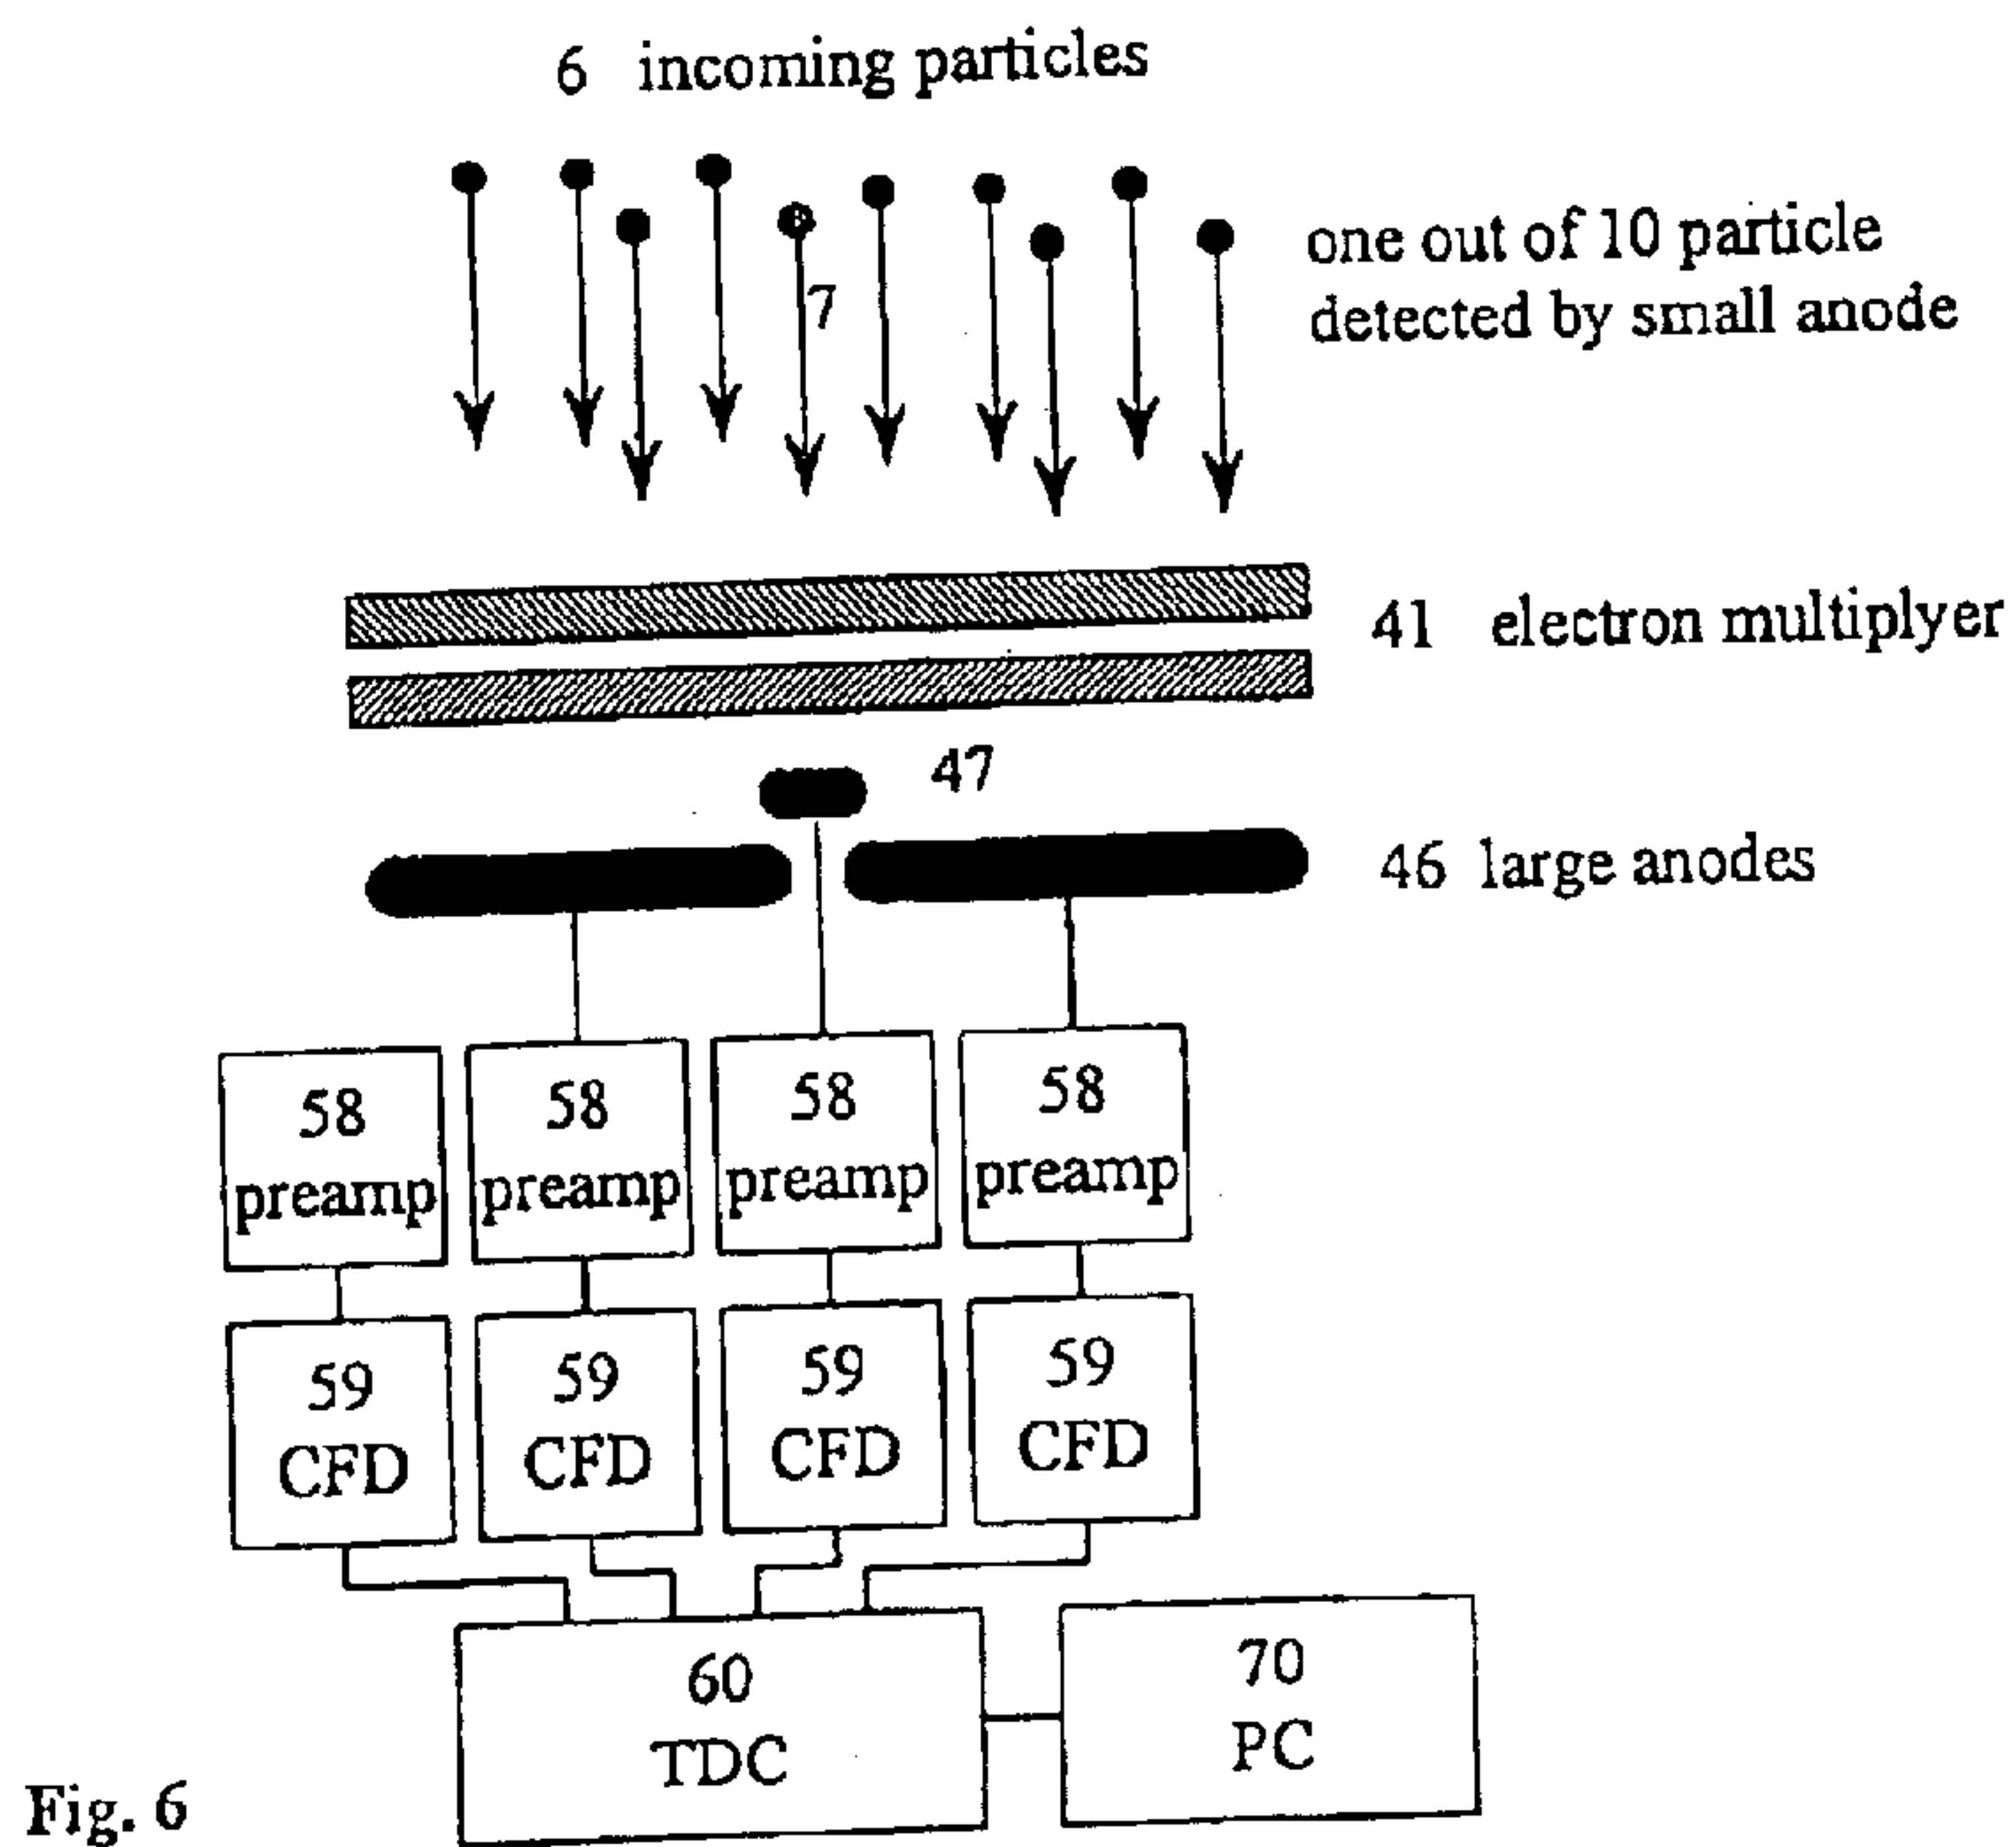 6 incoming particles
one out of 10 particle
detected by small anode
7
41 electron multiplyer
47
46 large anodes
58 58 58 58
preamp preamp preamp preamp
59 59 59 59
CFD CFD CFD CFD
60 70
TDC PC
Fig. 6